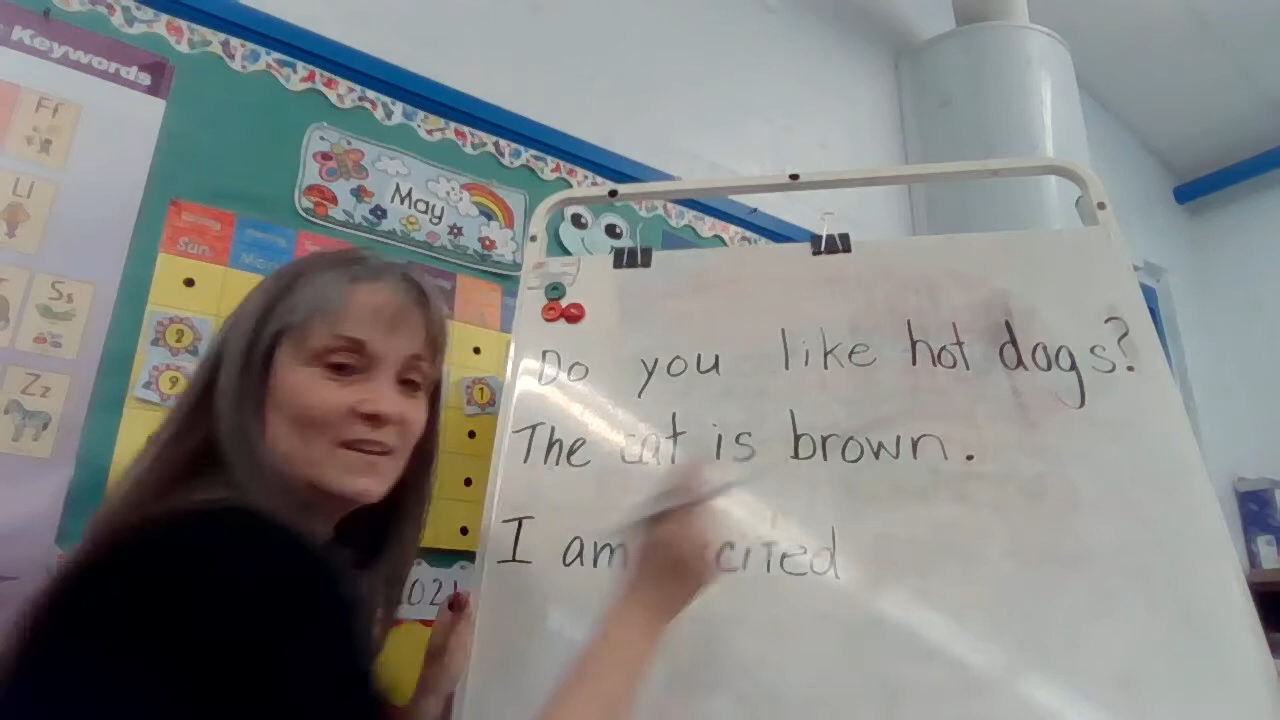 Keywords
Ff
Ll
Ss
Zz
May
Sun.
2
9
1
Do you like hot dogs?
The cat is brown.
I am